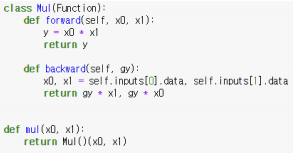 class Mul(Function):
    def forward(self, x0, x1):
        y = x0 * x1
        return y

    def backward(self, gy):
        x0, x1 = self.inputs[0].data, self.inputs[1].data
        return gy * x1, gy * x0


def mul(x0, x1):
    return Mul()(x0, x1)